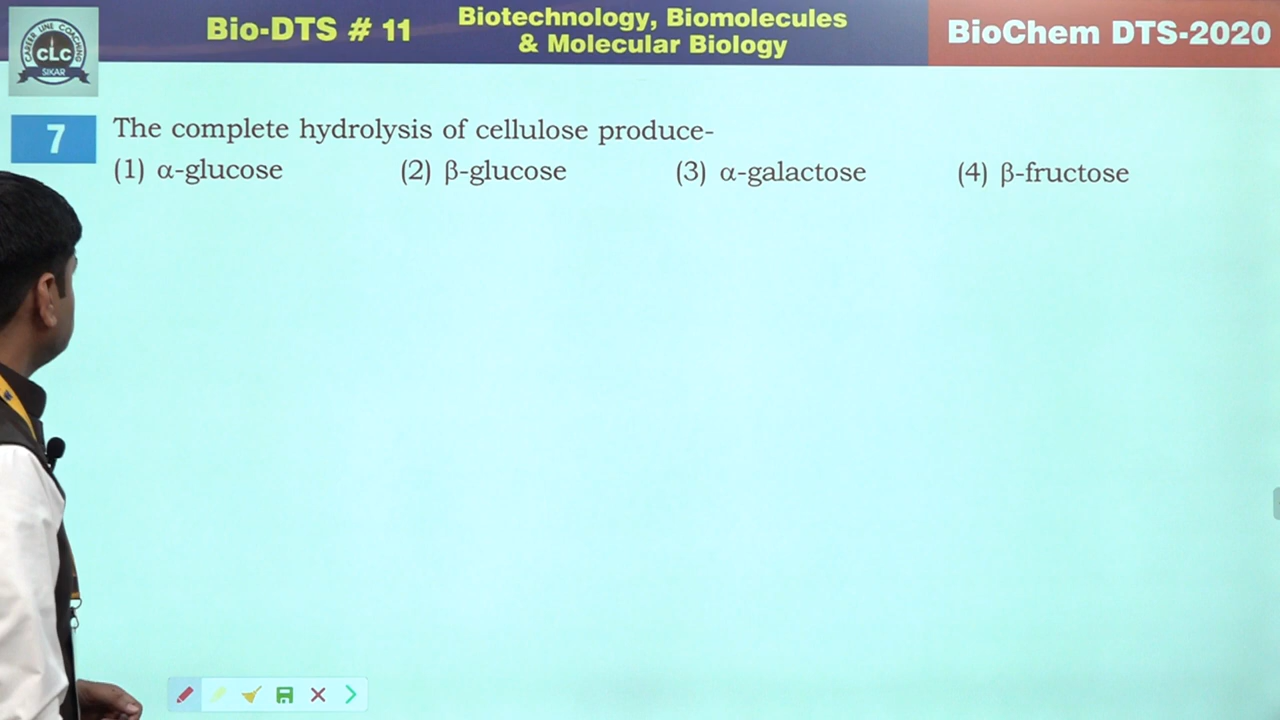 CAREER LINE COACHING
CLC
SIKAR
Bio-DTS # 11
Biotechnology, Biomolecules
& Molecular Biology
BioChem DTS-2020
7
The complete hydrolysis of cellulose produce-
(1) α-glucose (2) β-glucose (3) α-galactose (4) β-fructose